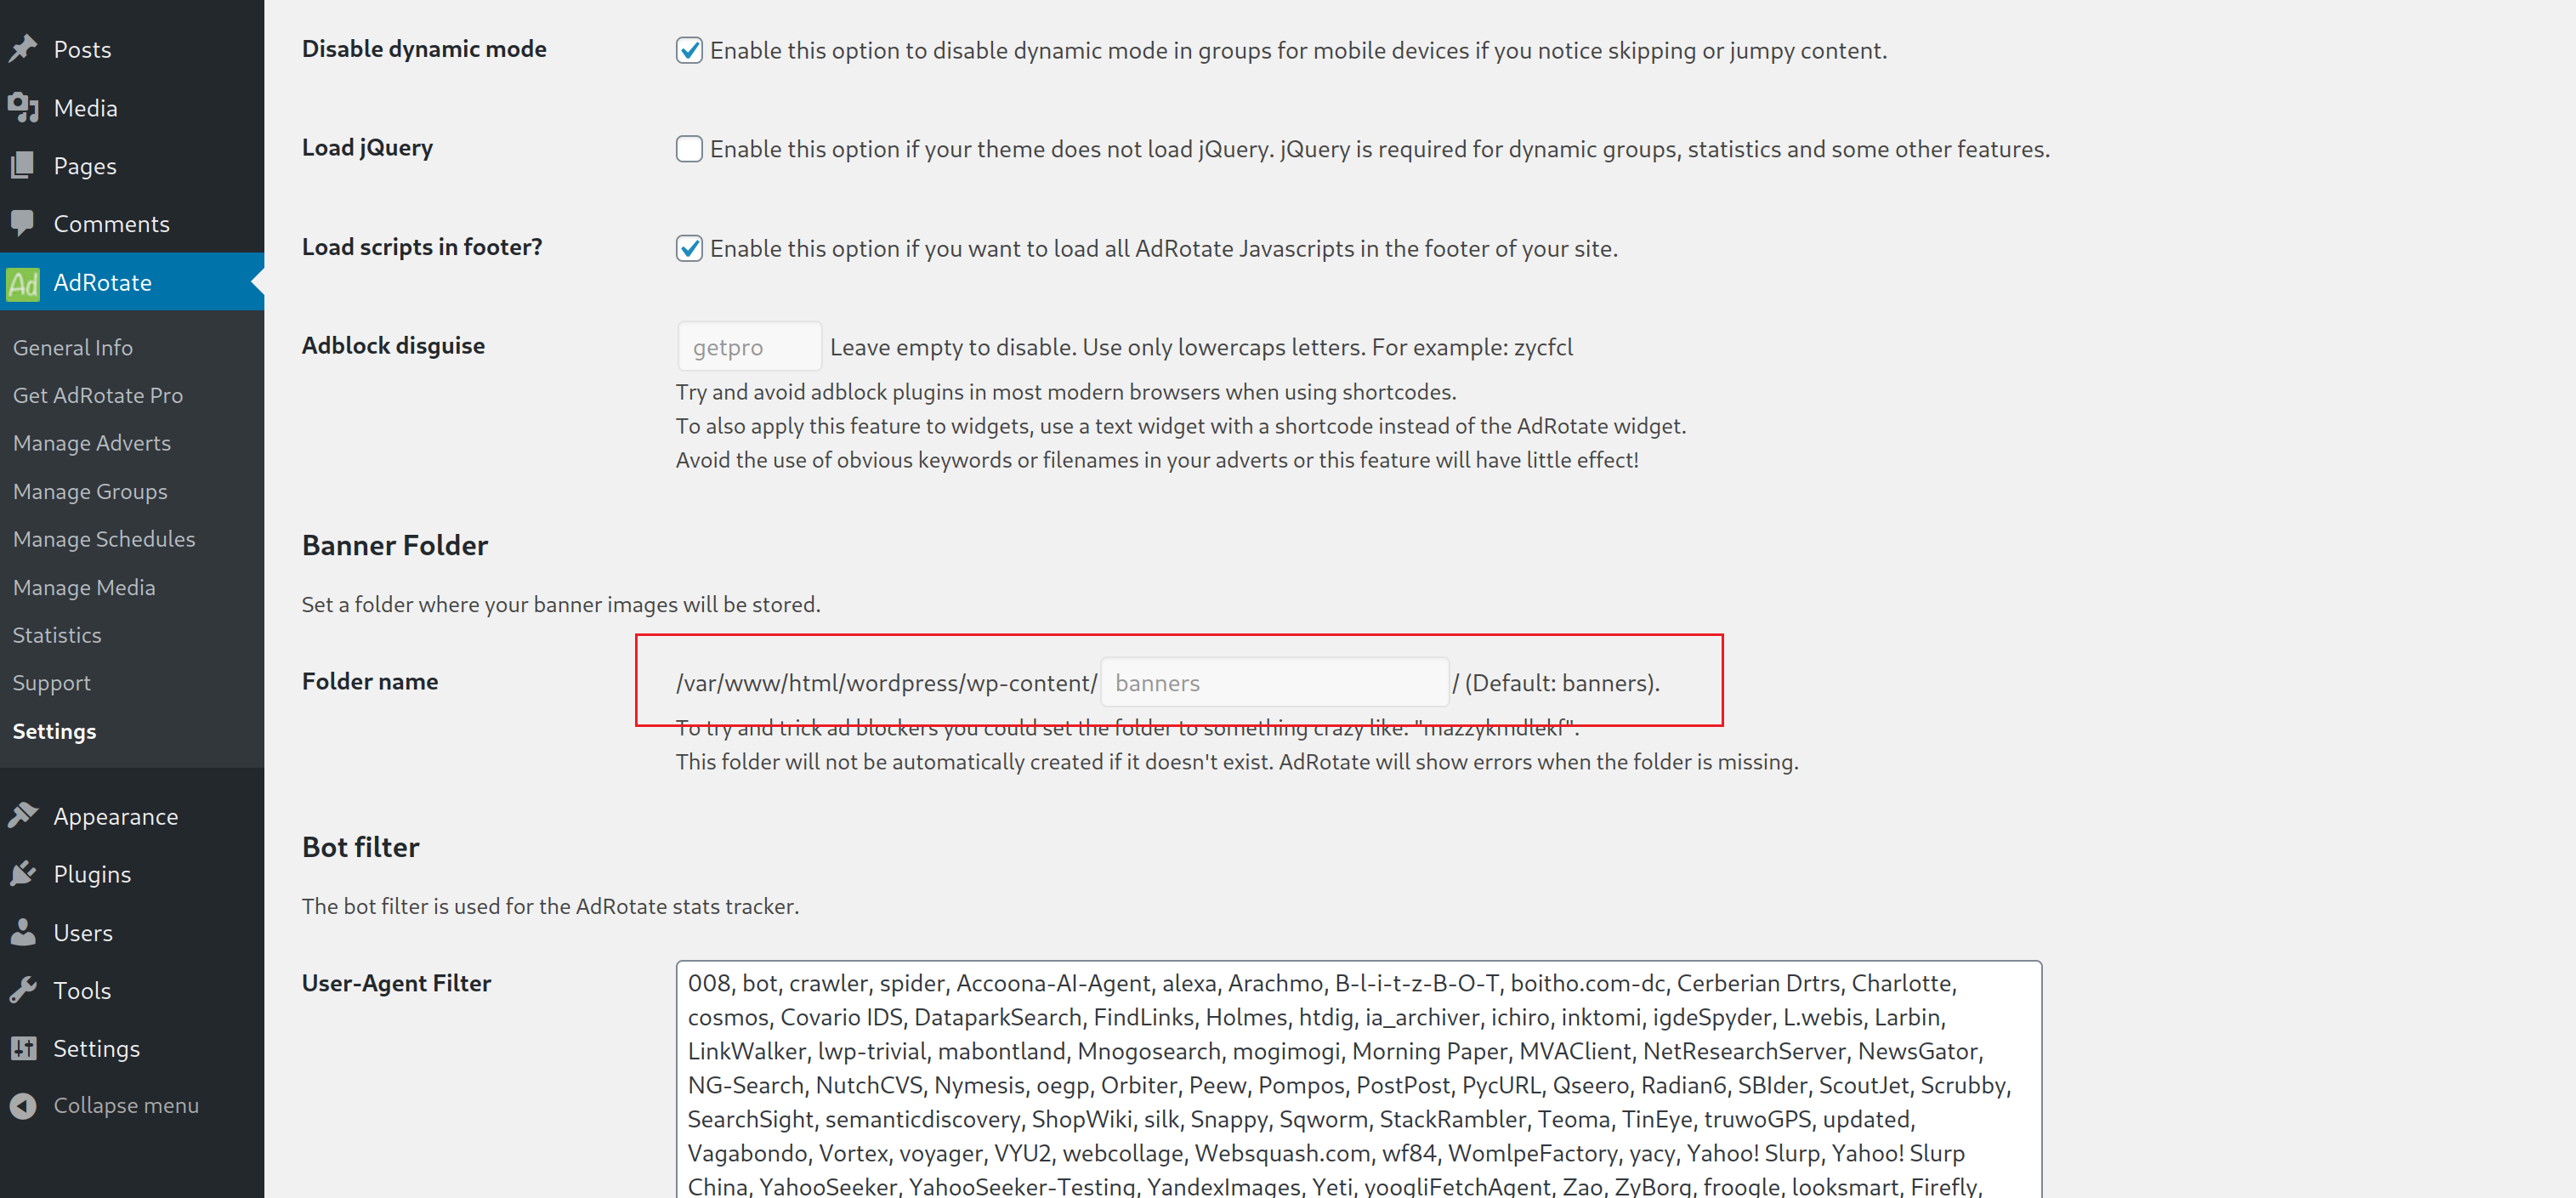 Posts
Media
Pages
Comments
Ad AdRotate
General Info
Get AdRotate Pro
Manage Adverts
Manage Groups
Manage Schedules
Manage Media
Statistics
Support
Settings
Appearance
Plugins
Users
Tools
Settings
Collapse menu
Disable dynamic mode
Enable this option to disable dynamic mode in groups for mobile devices if you notice skipping or jumpy content.
Load jQuery
Enable this option if your theme does not load jQuery. jQuery is required for dynamic groups, statistics and some other features.
Load scripts in footer?
Enable this option if you want to load all AdRotate Javascripts in the footer of your site.
Adblock disguise
getpro Leave empty to disable. Use only lowercaps letters. For example: zycfcl
Try and avoid adblock plugins in most modern browsers when using shortcodes.
To also apply this feature to widgets, use a text widget with a shortcode instead of the AdRotate widget.
Avoid the use of obvious keywords or filenames in your adverts or this feature will have little effect!
Banner Folder
Set a folder where your banner images will be stored.
Folder name
/var/www/html/wordpress/wp-content/ banners / (Default: banners).
To try and trick ad blockers you could set the folder to something crazy like: "mazzykmdlekf".
This folder will not be automatically created if it doesn't exist. AdRotate will show errors when the folder is missing.
Bot filter
The bot filter is used for the AdRotate stats tracker.
User-Agent Filter
008, bot, crawler, spider, Accoona-AI-Agent, alexa, Arachmo, B-l-i-t-z-B-O-T, boitho.com-dc, Cerberian Drtrs, Charlotte,
cosmos, Covario IDS, DataparkSearch, FindLinks, Holmes, htdig, ia_archiver, ichiro, inktomi, igdeSpyder, L.webis, Larbin,
LinkWalker, lwp-trivial, mabontland, Mnogosearch, mogimogi, Morning Paper, MVAClient, NetResearchServer, NewsGator,
NG-Search, NutchCVS, Nymesis, oegp, Orbiter, Peew, Pompos, PostPost, PycURL, Qseero, Radian6, SBIder, ScoutJet, Scrubby,
SearchSight, semanticdiscovery, ShopWiki, silk, Snappy, Sqworm, StackRambler, Teoma, TinEye, truwoGPS, updated,
Vagabondo, Vortex, voyager, VYU2, webcollage, Websquash.com, wf84, WomlpeFactory, yacy, Yahoo! Slurp, Yahoo! Slurp
China, YahooSeeker, YahooSeeker-Testing, YandexImages, Yeti, yoogliFetchAgent, Zao, ZyBorg, froogle, looksmart, Firefly,